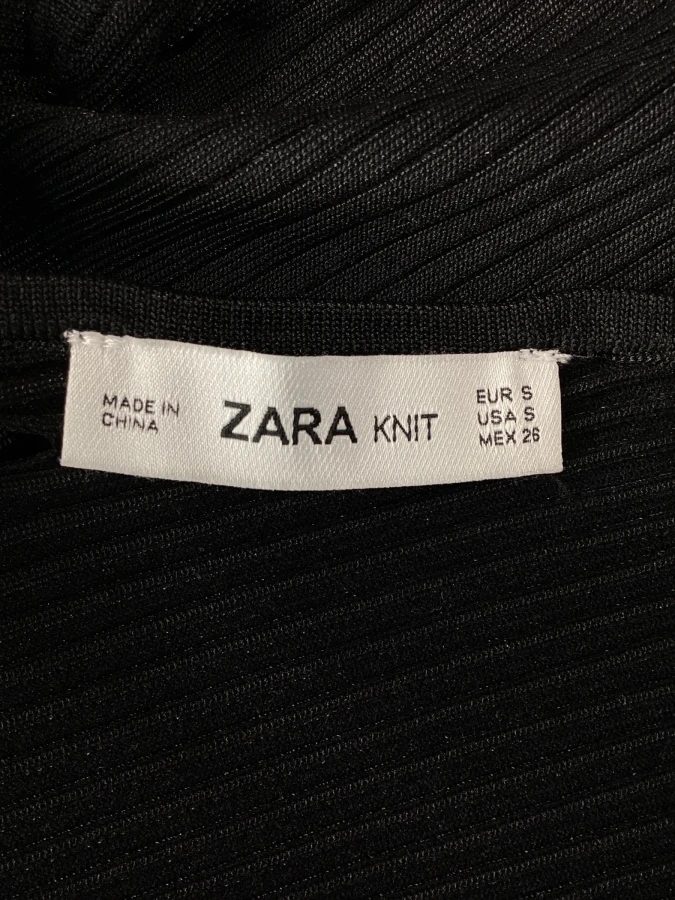 MADE IN
CHINA
ZARA KNIT
EUR S
USA S
MEX 26